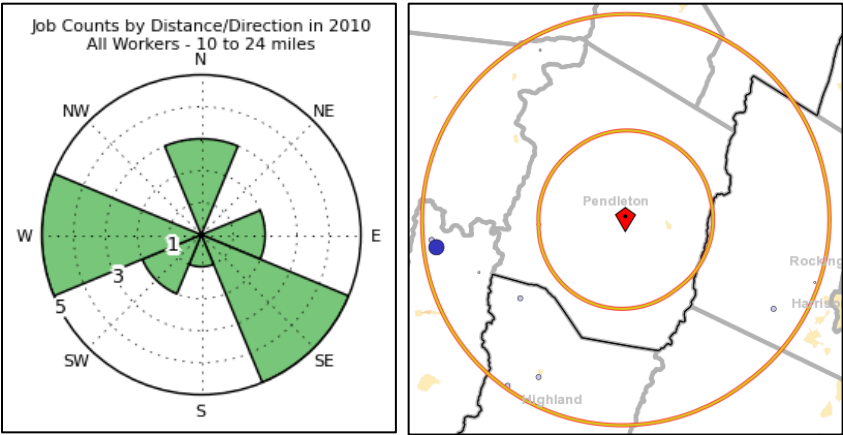 Job Counts by Distance/Direction in 2010
All Workers - 10 to 24 miles
N
NW
NE
W
1
E
3
5
SW
SE
S
Pendleton
Rocking
Harriso
Highland